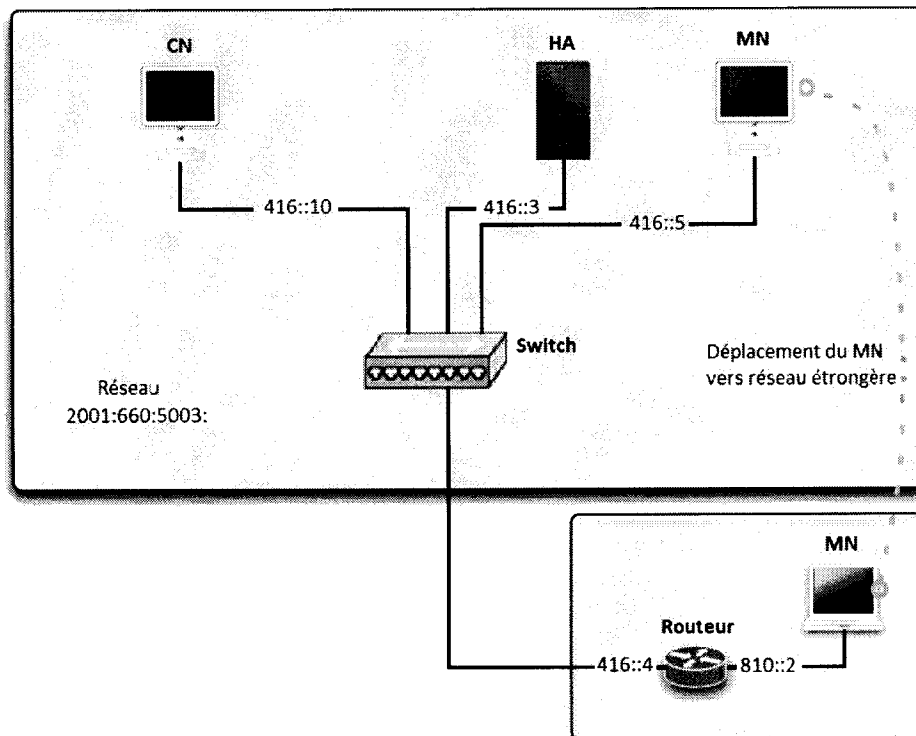 CN
HA
MN
416::10
416::3
416::5
Switch
Déplacement du MN
vers réseau étrongère
Réseau
2001:660:5003:
MN
Routeur
416::4
810::2